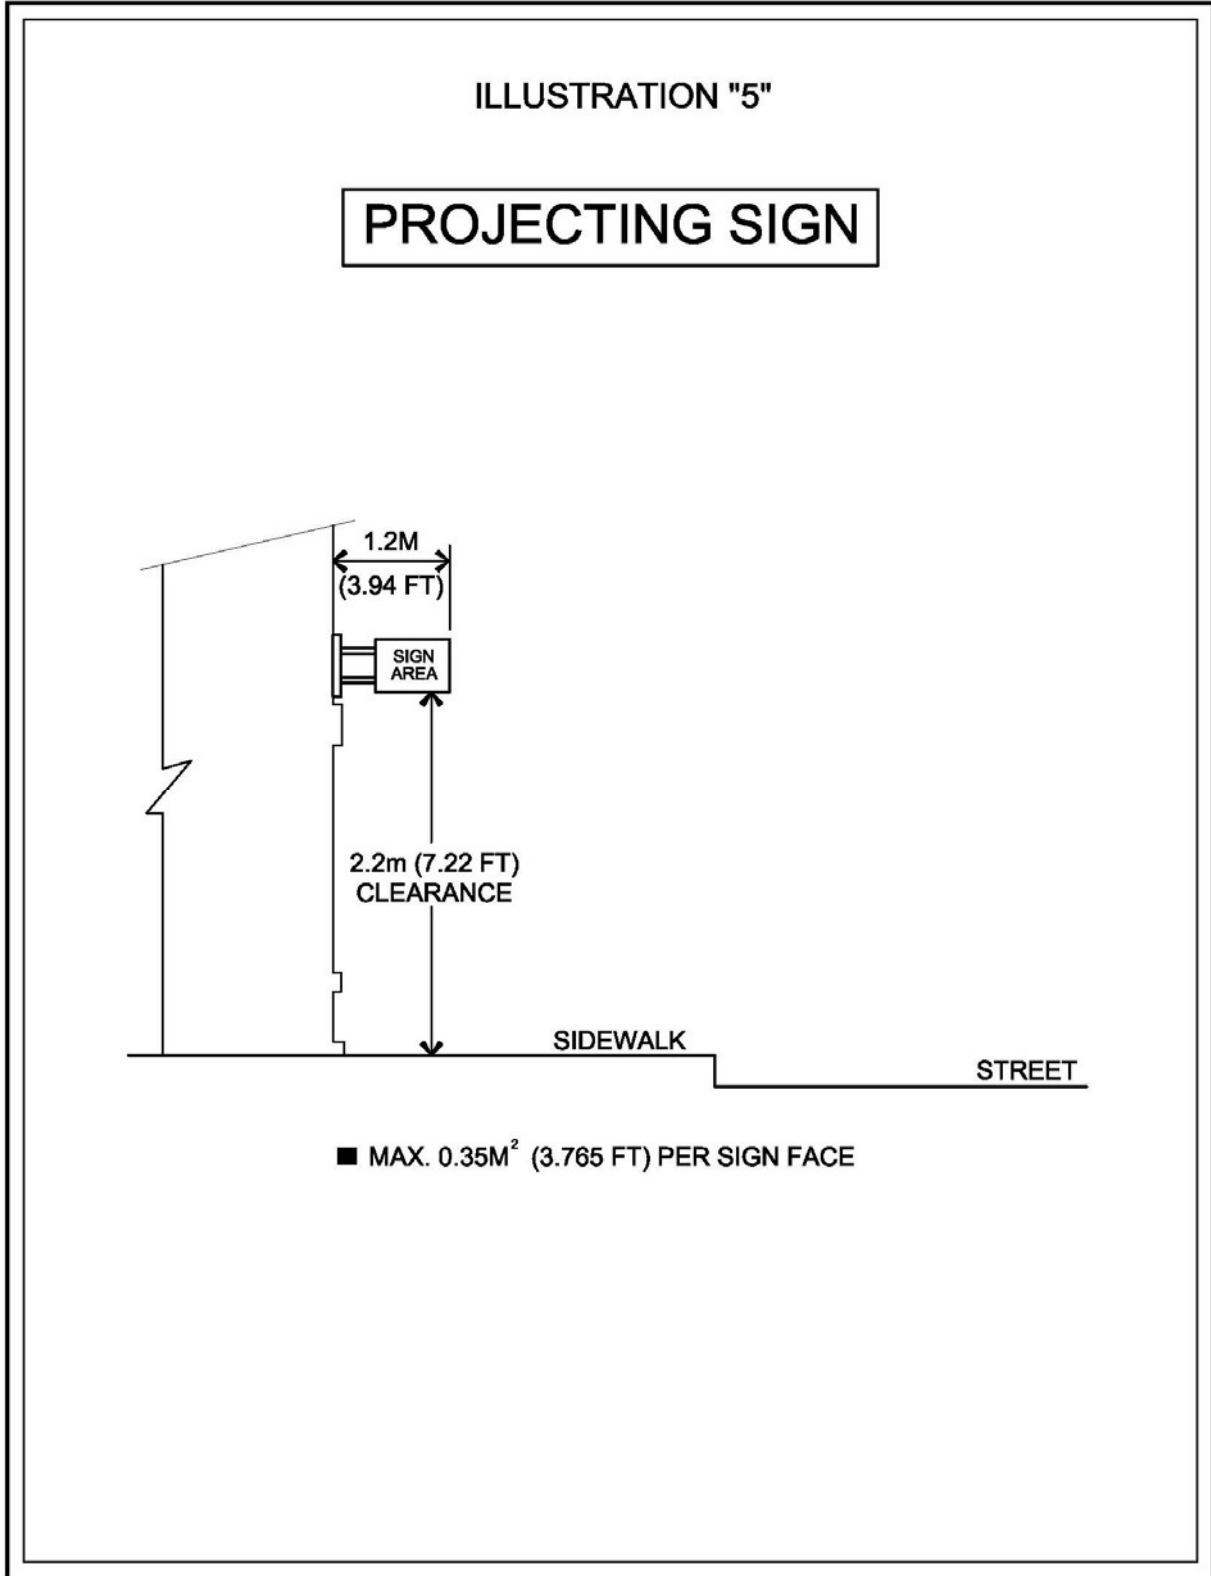 ILLUSTRATION "5"
PROJECTING SIGN
1.2M
(3.94 FT)
SIGN
AREA
2.2m (7.22 FT)
CLEARANCE
SIDEWALK
STREET
■ MAX. 0.35M² (3.765 FT) PER SIGN FACE